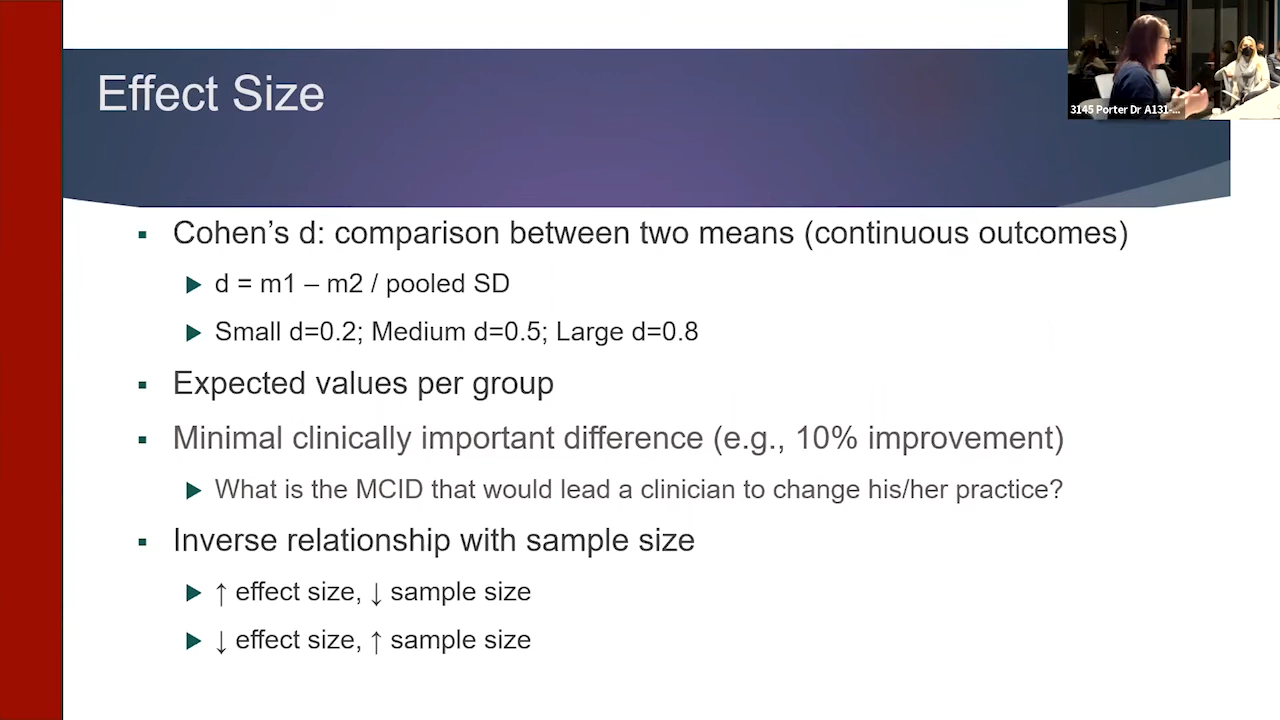 Effect Size
3145 Porter Dr A131-...
▪ Cohen’s d: comparison between two means (continuous outcomes)
▶ d = m1 – m2 / pooled SD
▶ Small d=0.2; Medium d=0.5; Large d=0.8
▪ Expected values per group
▪ Minimal clinically important difference (e.g., 10% improvement)
▶ What is the MCID that would lead a clinician to change his/her practice?
▪ Inverse relationship with sample size
▶ ↑ effect size, ↓ sample size
▶ ↓ effect size, ↑ sample size